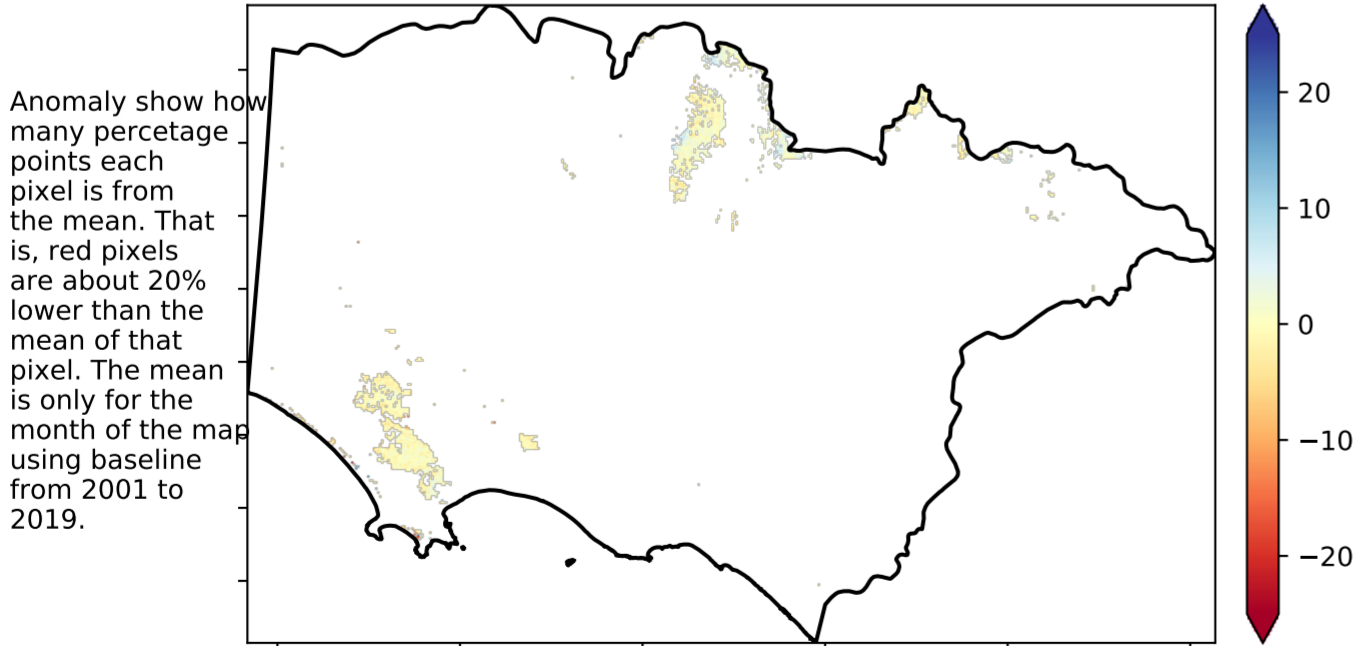 Anomaly show how
many percetage
points each
pixel is from
the mean. That
is, red pixels
are about 20%
lower than the
mean of that
pixel. The mean
is only for the
month of the map
using baseline
from 2001 to
2019.
20
10
0
−10
−20